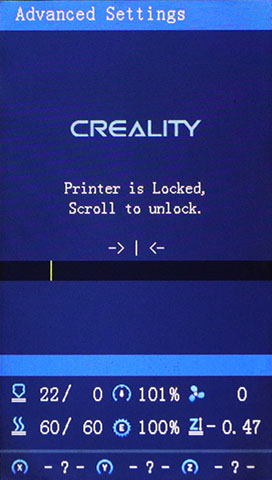 Advanced Settings
CREALITY
Printer is Locked,
Scroll to unlock.
-> | <-
22/ 0 101% 0
60/ 60 E 100% Z -0.47
X -?- Y -?- Z -?-